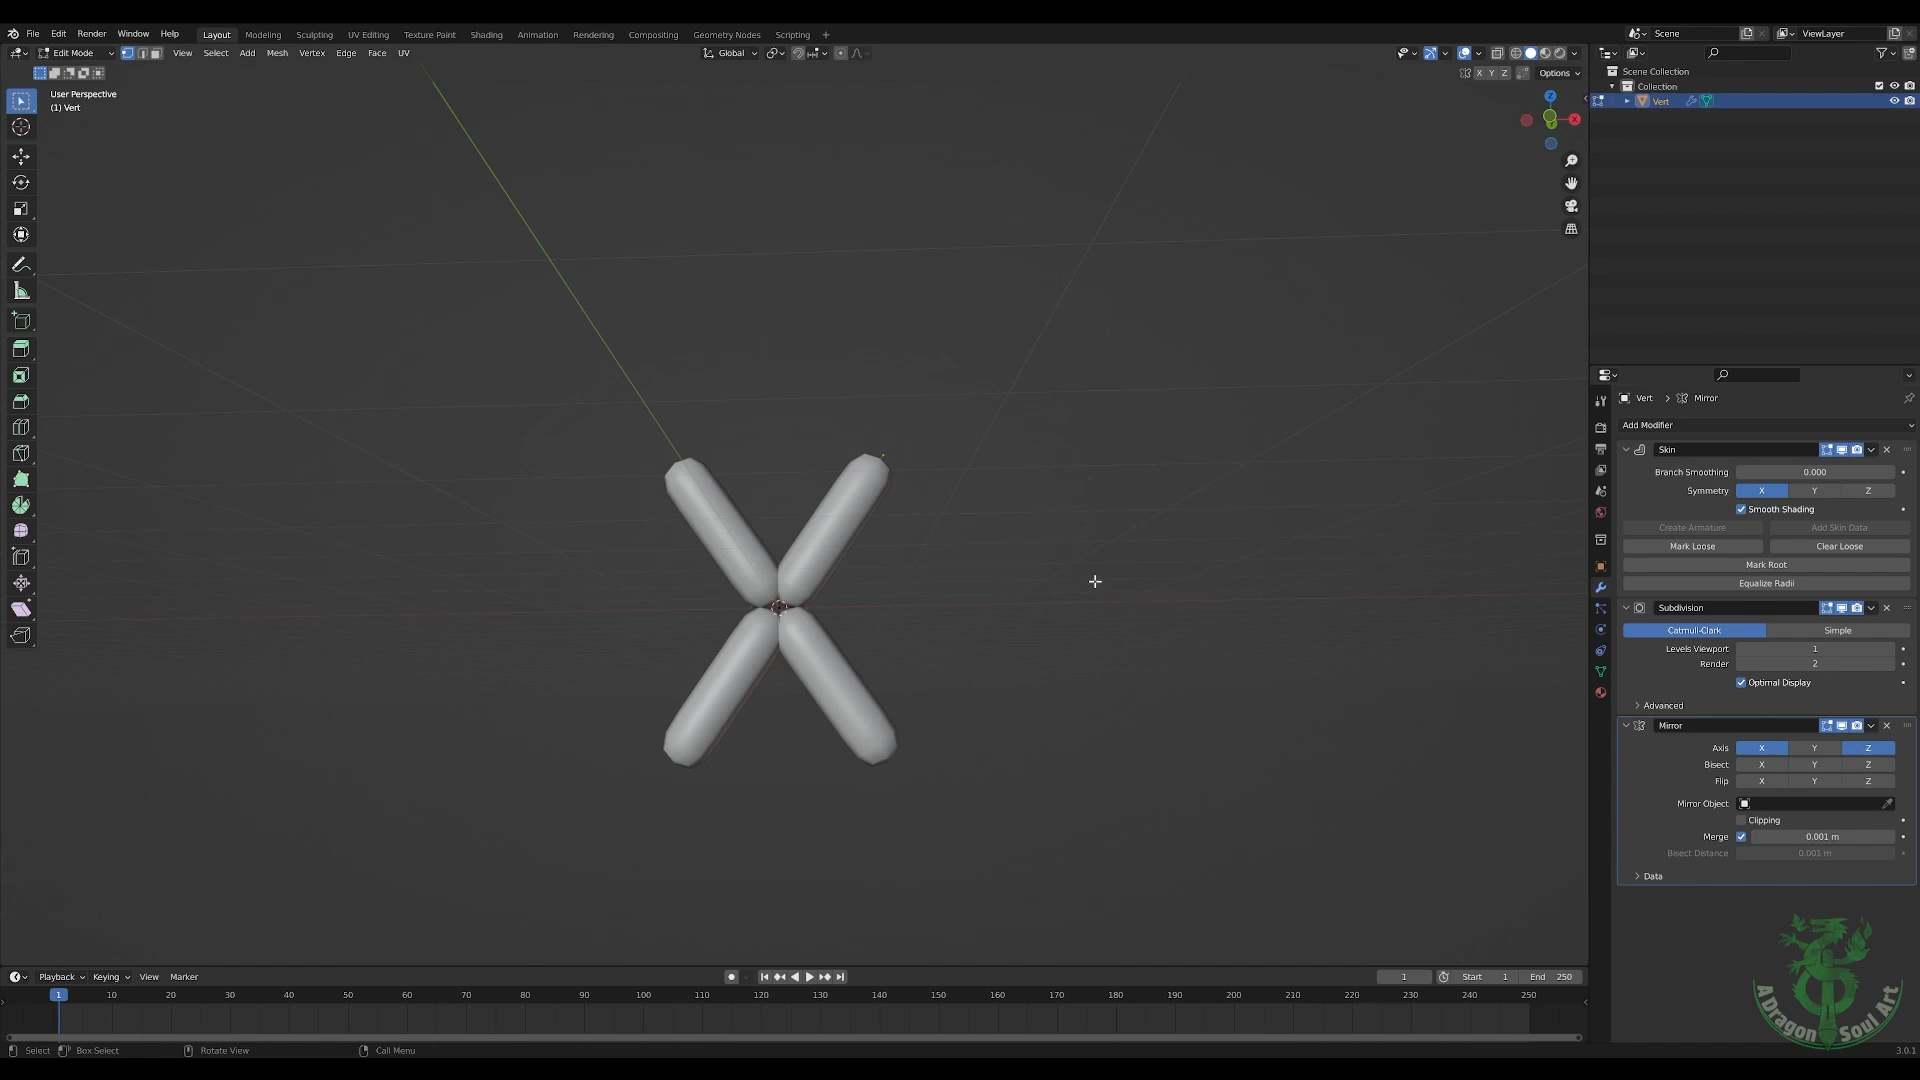 File Edit Render Window Help Layout Modeling Sculpting UV Editing Texture Paint Shading Animation Rendering Compositing Geometry Nodes Scripting + Scene ViewLayer
Edit Mode View Select Add Mesh Vertex Edge Face UV Global
X Y Z Options
User Perspective
(1) Vert
Z
X
Y
Scene Collection
Collection
Vert
Vert > Mirror
Add Modifier
Skin
Branch Smoothing 0.000
Symmetry X Y Z
Smooth Shading
Create Armature Add Skin Data
Mark Loose Clear Loose
Mark Root
Equalize Radii
Subdivision
Catmull-Clark Simple
Levels Viewport 1
Render 2
Optimal Display
Advanced
Mirror
Axis X Y Z
Bisect X Y Z
Flip X Y Z
Mirror Object
Clipping
Merge 0.001 m
Bisect Distance 0.001 m
Data
A Dragon Soul Art
Playback Keying View Marker 1 Start 1 End 250
1 10 20 30 40 50 60 70 80 90 100 110 120 130 140 150 160 170 180 190 200 210 220 230 240 250
Select Box Select Rotate View Call Menu 3.0.1